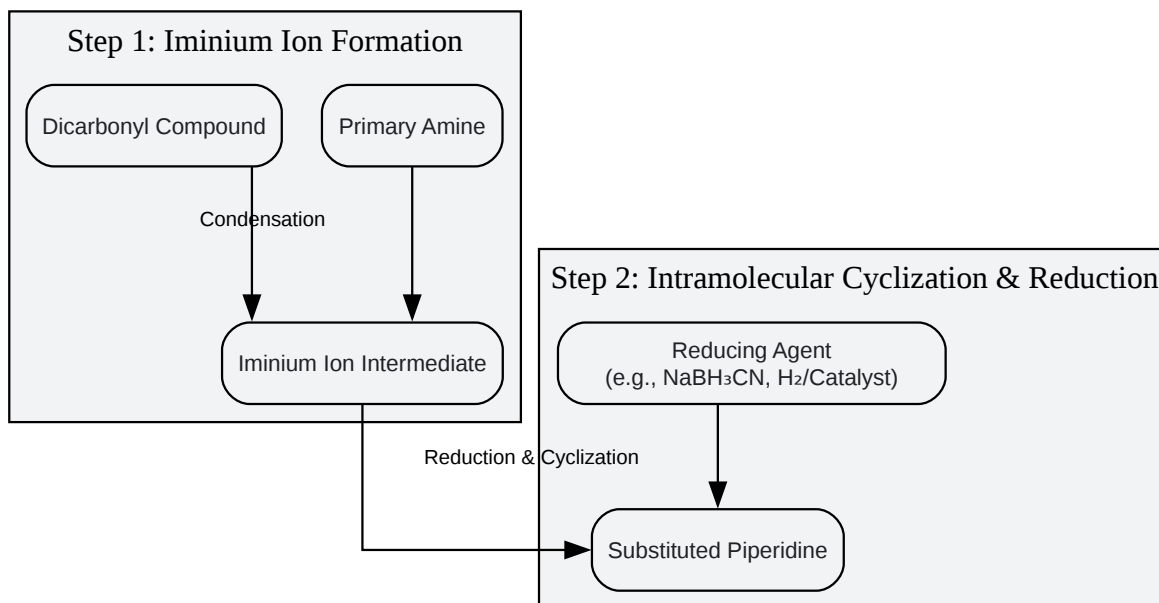 Step 1: Iminium Ion Formation
Dicarbonyl Compound
Primary Amine
Condensation
Iminium Ion Intermediate
Step 2: Intramolecular Cyclization & Reduction
Reducing Agent
(e.g., NaBH₃CN, H₂/Catalyst)
Reduction & Cyclization
Substituted Piperidine